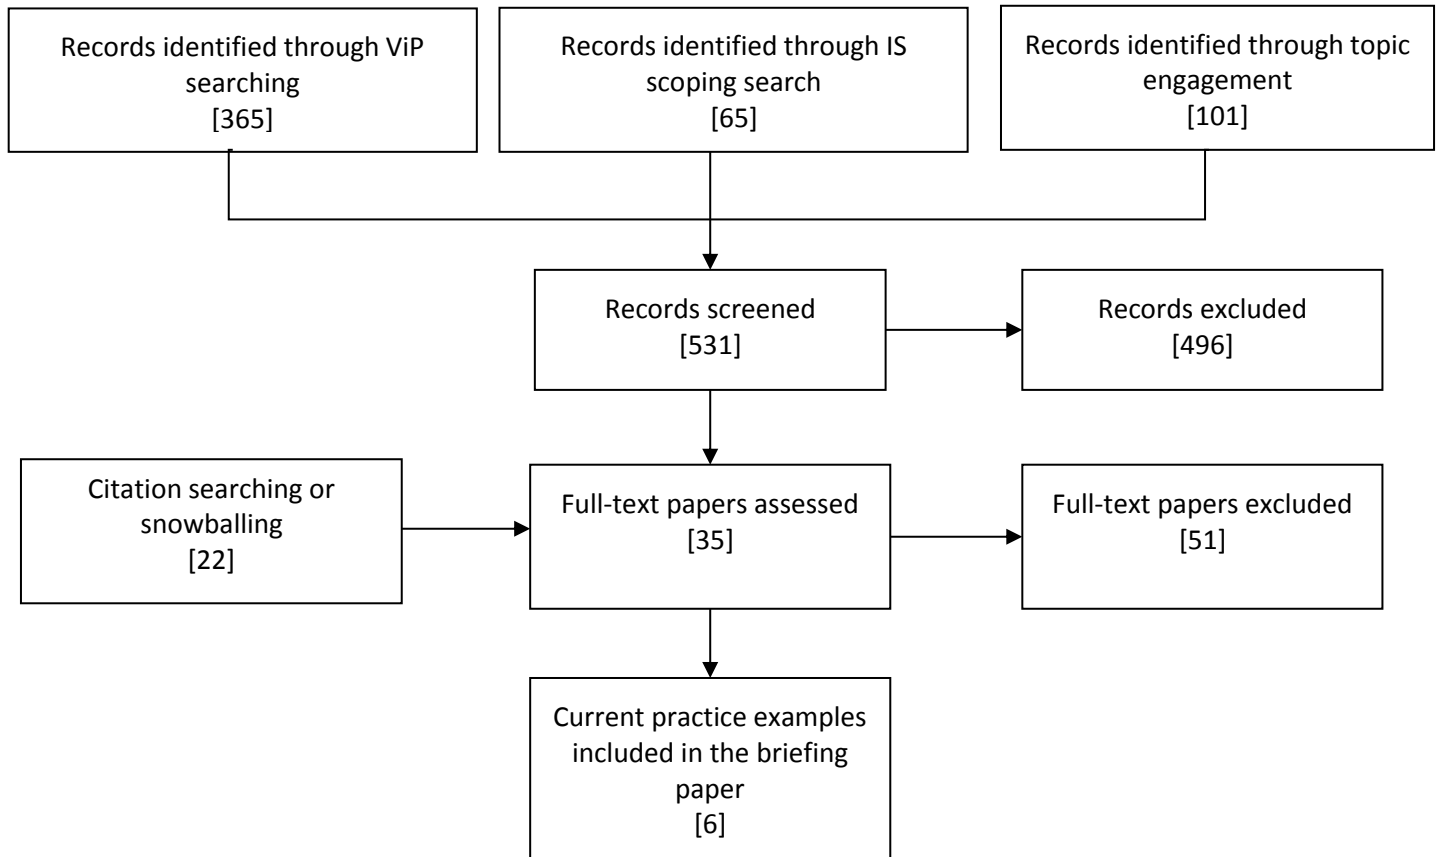 Records identified through ViP
searching
[365]
Records identified through IS
scoping search
[65]
Records identified through topic
engagement
[101]
Records screened
[531]
Records excluded
[496]
Citation searching or
snowballing
[22]
Full-text papers assessed
[35]
Full-text papers excluded
[51]
Current practice examples
included in the briefing
paper
[6]